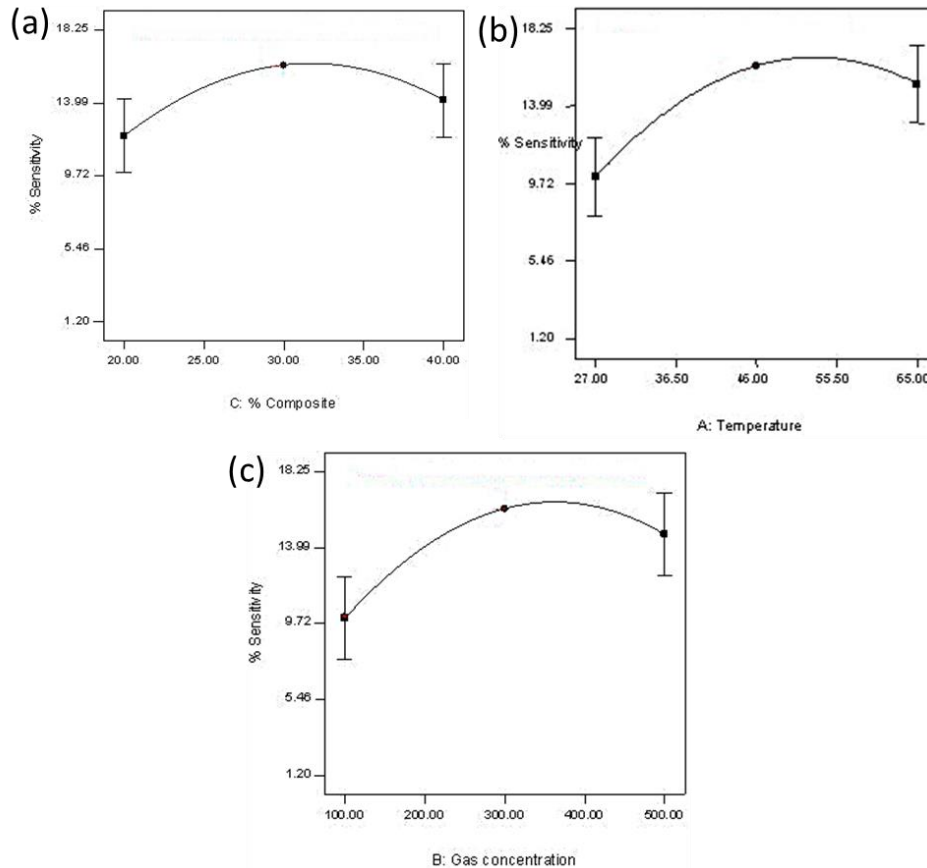 (a)
18.25
13.99
9.72
5.46
1.20
% Sensitivity
20.00 25.00 30.00 35.00 40.00
C: % Composite
(b)
18.25
13.99
9.72
5.46
1.20
% Sensitivity
27.00 36.50 46.00 55.50 65.00
A: Temperature
(c)
18.25
13.99
9.72
5.46
1.20
% Sensitivity
100.00 200.00 300.00 400.00 500.00
B: Gas concentration